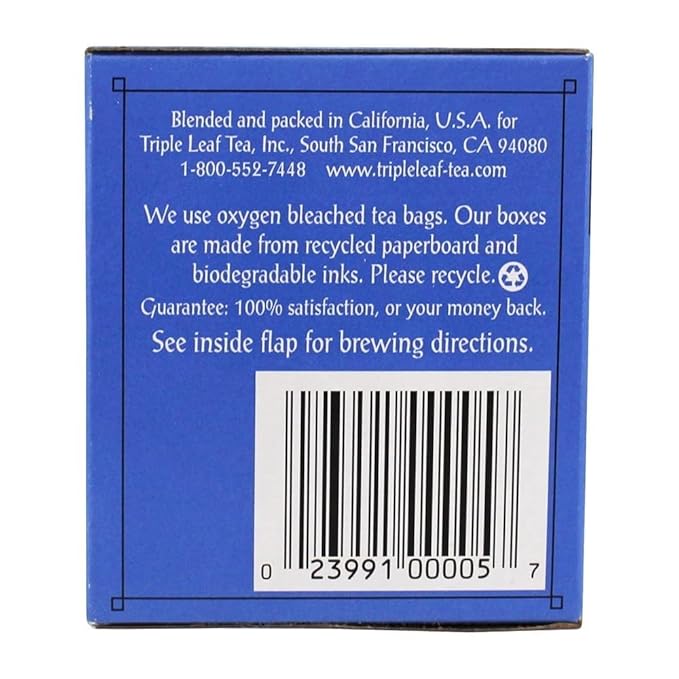 Blended and packed in California, U.S.A. for
Triple Leaf Tea, Inc., South San Francisco, CA 94080
1-800-552-7448 www.tripleleaf-tea.com
We use oxygen bleached tea bags. Our boxes
are made from recycled paperboard and
biodegradable inks. Please recycle.
Guarantee: 100% satisfaction, or your money back.
See inside flap for brewing directions.
0 23991 00005 7